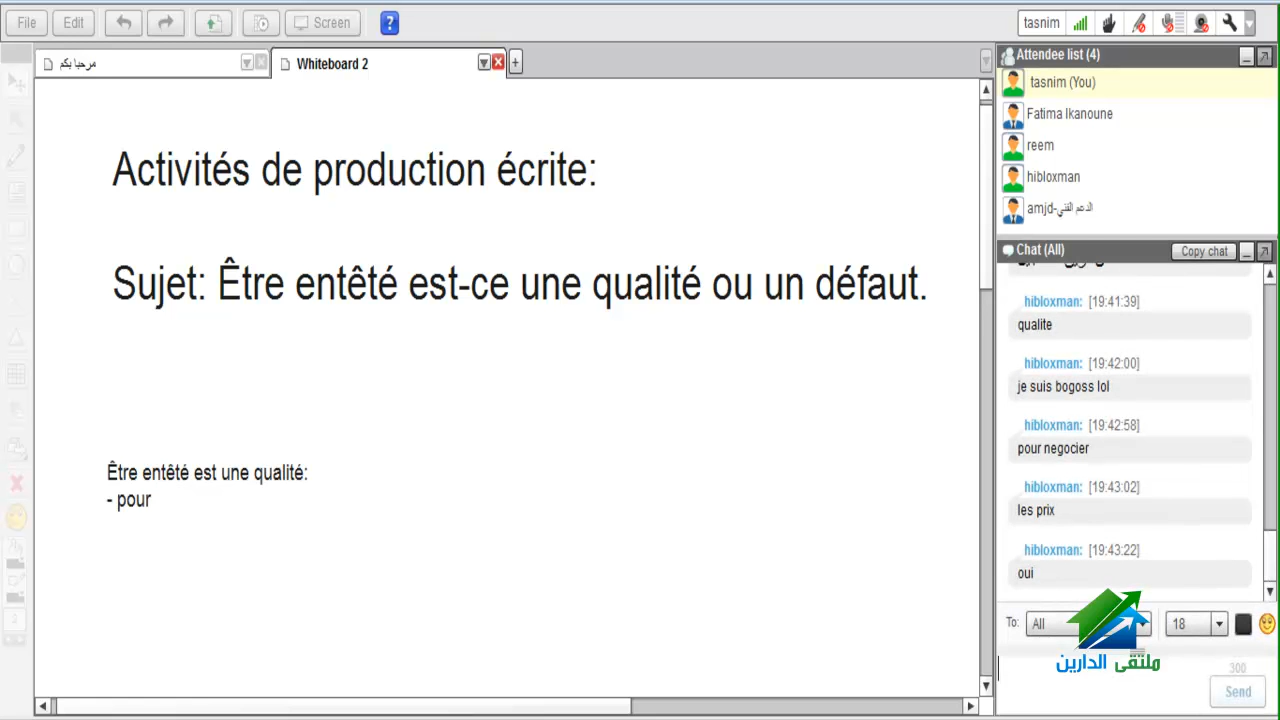 File Edit Screen ? tasnim
مرحبا بكم Whiteboard 2 +
Activités de production écrite:
Sujet: Être entêté est-ce une qualité ou un défaut.
Être entêté est une qualité:
- pour
Attendee list (4)
tasnim (You)
Fatima Ikanoune
reem
hibloxman
amjd-الدعم الفني
Chat (All) Copy chat
hibloxman: [19:41:39]
qualite
hibloxman: [19:42:00]
je suis bogoss lol
hibloxman: [19:42:58]
pour negocier
hibloxman: [19:43:02]
les prix
hibloxman: [19:43:22]
oui
To: All 18
ملتقى الدارين
300
Send